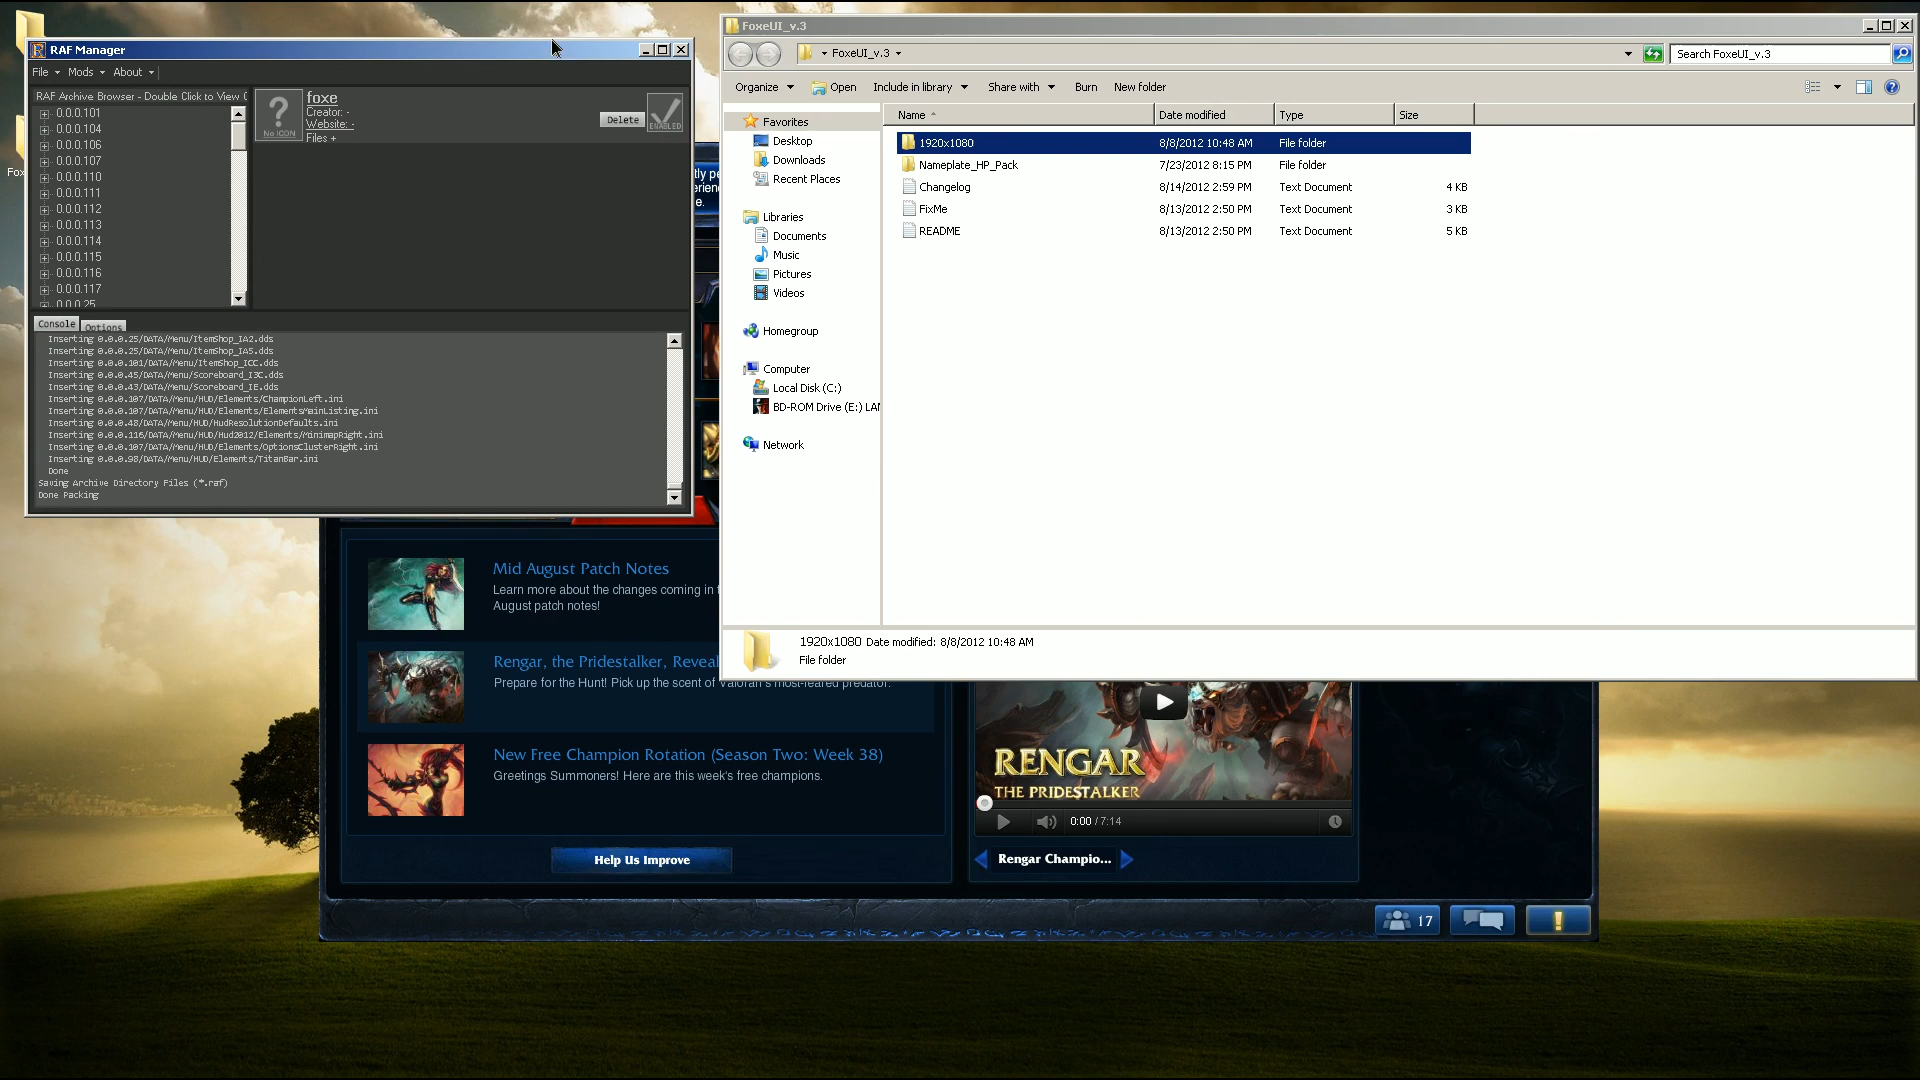 RAF Manager
File Mods About
RAF Archive Browser - Double Click to View
0.0.0.101
0.0.0.104
0.0.0.106
0.0.0.107
0.0.0.110
0.0.0.111
0.0.0.112
0.0.0.113
0.0.0.114
0.0.0.115
0.0.0.116
0.0.0.117
0.0.0.25
No ICON
foxe
Creator: -
Website: -
Files +
Delete
ENABLED
Console Options
Inserting 0.0.0.25/DATA/Menu/ItemShop_IA2.dds
Inserting 0.0.0.25/DATA/Menu/ItemShop_IA5.dds
Inserting 0.0.0.101/DATA/Menu/ItemShop_ICC.dds
Inserting 0.0.0.45/DATA/Menu/Scoreboard_I3C.dds
Inserting 0.0.0.43/DATA/Menu/Scoreboard_IE.dds
Inserting 0.0.0.107/DATA/Menu/HUD/Elements/ChampionLeft.ini
Inserting 0.0.0.107/DATA/Menu/HUD/Elements/ElementsMainListing.ini
Inserting 0.0.0.48/DATA/Menu/HUD/HudResolutionDefaults.ini
Inserting 0.0.0.116/DATA/Menu/HUD/Hud2012/Elements/MinimapRight.ini
Inserting 0.0.0.107/DATA/Menu/HUD/Elements/OptionsClusterRight.ini
Inserting 0.0.0.98/DATA/Menu/HUD/Elements/TitanBar.ini
Done
Saving Archive Directory Files (*.raf)
Done Packing
Fox
FoxeUI_v.3
FoxeUI_v.3
Search FoxeUI_v.3
Organize Open Include in library Share with Burn New folder
Favorites
Desktop
Downloads
Recent Places
Libraries
Documents
Music
Pictures
Videos
Homegroup
Computer
Local Disk (C:)
BD-ROM Drive (E:) LAN
Network
Name Date modified Type Size
1920x1080 8/8/2012 10:48 AM File folder
Nameplate_HP_Pack 7/23/2012 8:15 PM File folder
Changelog 8/14/2012 2:59 PM Text Document 4 KB
FixMe 8/13/2012 2:50 PM Text Document 3 KB
README 8/13/2012 2:50 PM Text Document 5 KB
1920x1080 Date modified: 8/8/2012 10:48 AM
File folder
Mid August Patch Notes
Learn more about the changes coming in
August patch notes!
Rengar, the Pridestalker, Reveal
Prepare for the Hunt! Pick up the scent of Valoran's most-feared predator.
New Free Champion Rotation (Season Two: Week 38)
Greetings Summoners! Here are this week's free champions.
Help Us Improve
RENGAR
THE PRIDESTALKER
0:00 / 7:14
Rengar Champio...
17